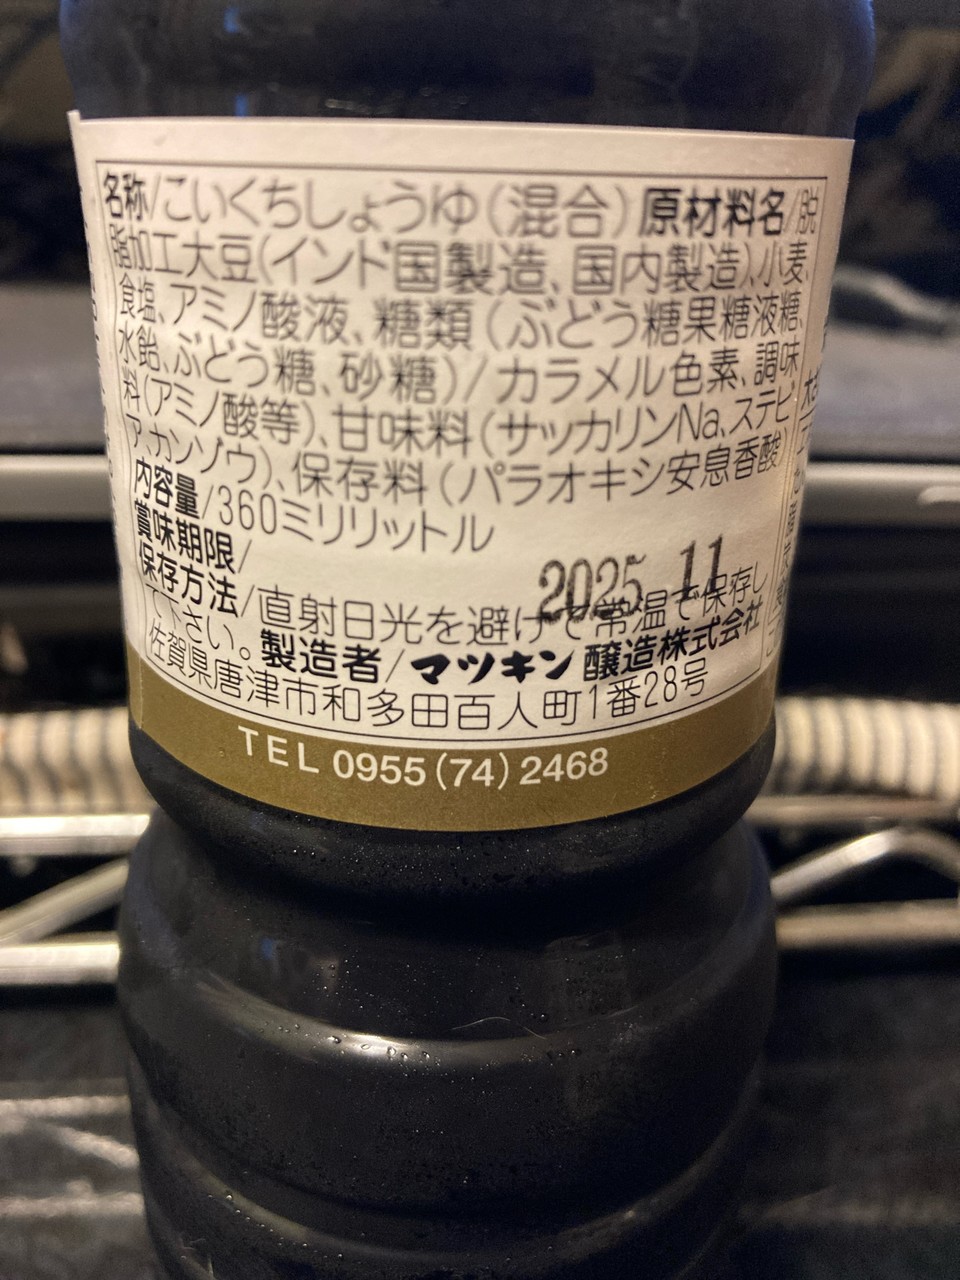 名称/こいくちしょうゆ(混合)原材料名/脱
脂加工大豆(インド国製造、国内製造)、小麦、
食塩、アミノ酸液、糖類(ぶどう糖果糖液糖、
水飴、ぶどう糖、砂糖)/カラメル色素、調味
料(アミノ酸等)、甘味料(サッカリンNa、ステビ
ア、カンゾウ)、保存料(パラオキシ安息香酸)
内容量/360ミリリットル
賞味期限/
2025.11
保存方法/直射日光を避けて常温で保存し
て下さい。製造者/マツキン醸造株式会社
佐賀県唐津市和多田百人町1番28号
TEL 0955(74)2468